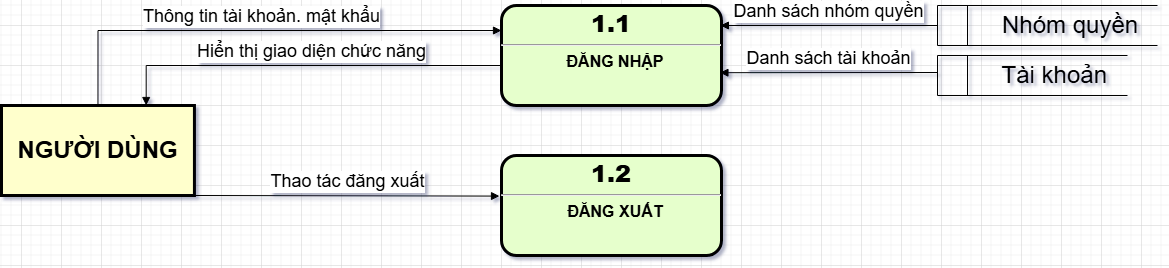 Thông tin tài khoản. mật khẩu
Hiển thị giao diện chức năng
1.1
ĐĂNG NHẬP
Danh sách nhóm quyền
Nhóm quyền
Danh sách tài khoản
Tài khoản
NGƯỜI DÙNG
Thao tác đăng xuất
1.2
ĐĂNG XUẤT